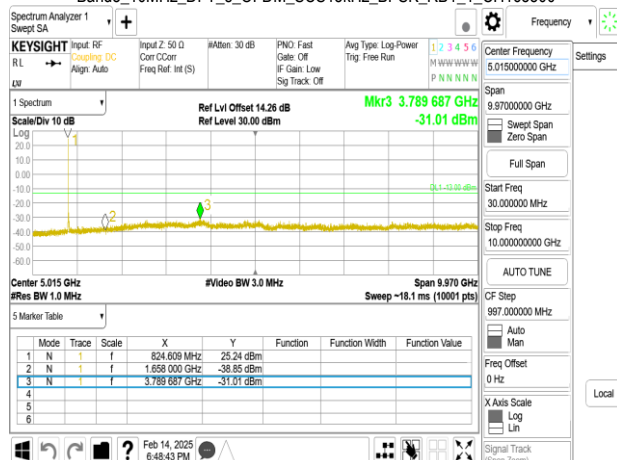 Spectrum Analyzer 1
Swept SA
+
Frequency
Settings
KEYSIGHT
RL
Input: RF
Coupling: DC
Align: Auto
Input Z: 50 Ω
Corr CCorr
Freq Ref: Int (S)
#Atten: 30 dB
PNO: Fast
Gate: Off
IF Gain: Low
Sig Track: Off
Avg Type: Log-Power
Trig: Free Run
1 2 3 4 5 6
M W W W W W
P N N N N N
Center Frequency
5.015000000 GHz
Span
9.97000000 GHz
Swept Span
Zero Span
Full Span
Start Freq
30.000000 MHz
Stop Freq
10.000000000 GHz
AUTO TUNE
CF Step
997.000000 MHz
Auto
Man
Freq Offset
0 Hz
X Axis Scale
Log
Lin
Signal Track
Local
1 Spectrum
Scale/Div 10 dB
Ref Lvl Offset 14.26 dB
Ref Level 30.00 dBm
Mkr3 3.789 687 GHz
-31.01 dBm
Log
20.0
10.0
0.00
-10.0
-20.0
-30.0
-40.0
-50.0
-60.0
1
2
3
DL1 -13.00 dBm
Center 5.015 GHz
#Video BW 3.0 MHz
Span 9.970 GHz
#Res BW 1.0 MHz
Sweep ~18.1 ms (10001 pts)
5 Marker Table
Mode Trace Scale X Y Function Function Width Function Value
1 N 1 f 824.609 MHz 25.24 dBm
2 N 1 f 1.658 000 GHz -38.85 dBm
3 N 1 f 3.789 687 GHz -31.01 dBm
4
5
6
?
Feb 14, 2025
6:48:43 PM